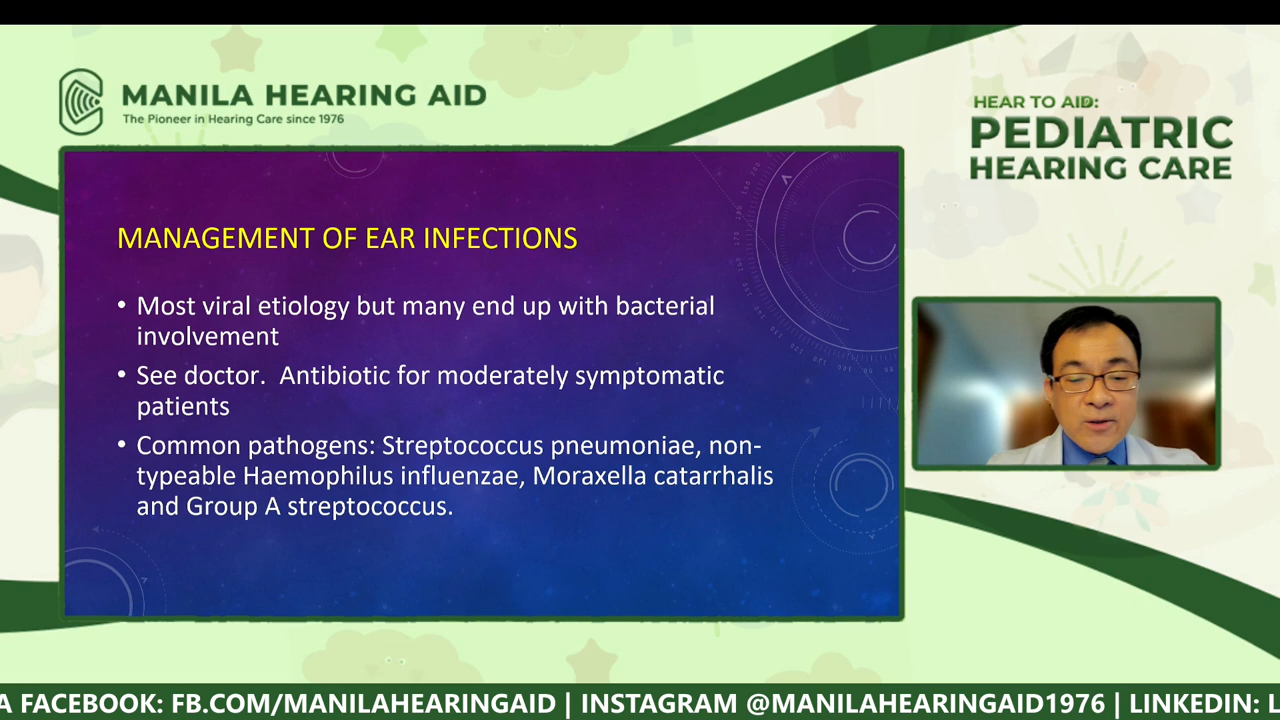 MANILA HEARING AID
The Pioneer in Hearing Care since 1976
HEAR TO AID:
PEDIATRIC
HEARING CARE
MANAGEMENT OF EAR INFECTIONS
• Most viral etiology but many end up with bacterial
involvement
• See doctor.  Antibiotic for moderately symptomatic
patients
• Common pathogens: Streptococcus pneumoniae, non-
typeable Haemophilus influenzae, Moraxella catarrhalis
and Group A streptococcus.
A FACEBOOK: FB.COM/MANILAHEARINGAID | INSTAGRAM @MANILAHEARINGAID1976 | LINKEDIN: L